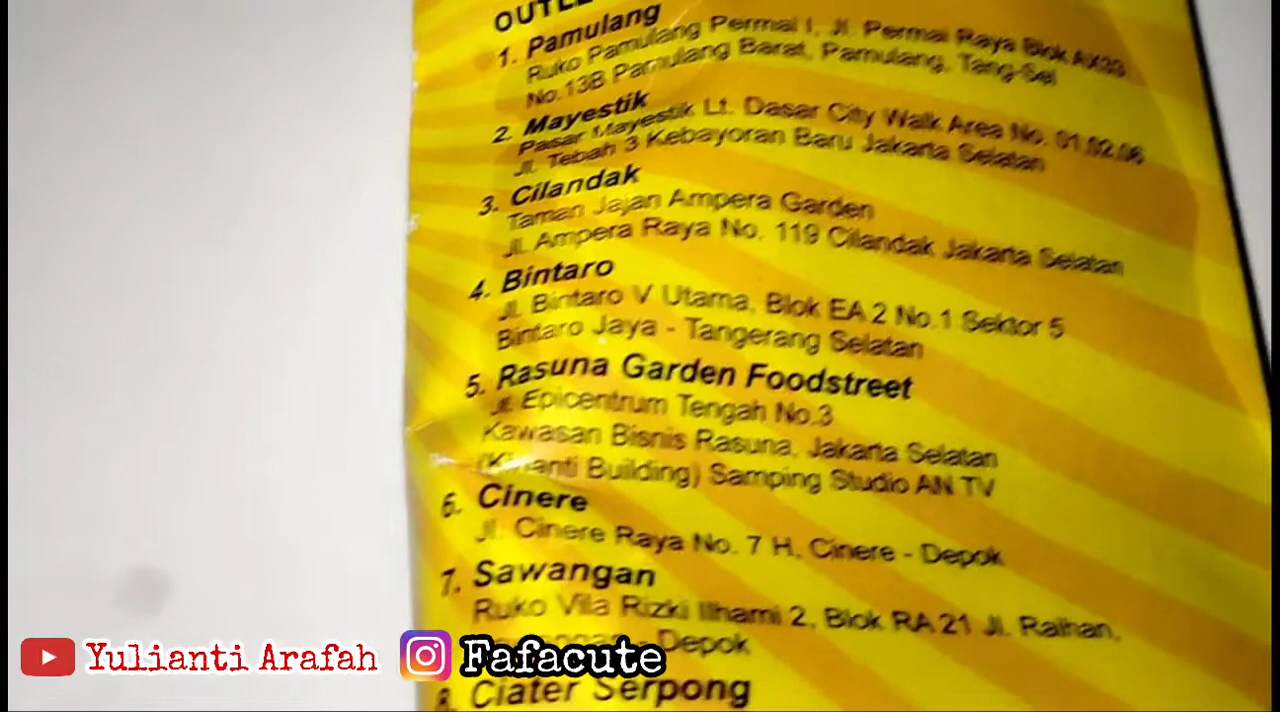 OUTLE
1. Pamulang
Ruko Pamulang Permai I, Jl. Permai Raya Blok AX29
No.13B Pamulang Barat, Pamulang, Tang-Sel
2. Mayestik
Pasar Mayestik Lt. Dasar City Walk Area No. 01,02,06
Jl. Tebah 3 Kebayoran Baru Jakarta Selatan
3. Cilandak
Taman Jajan Ampera Garden
Jl. Ampera Raya No. 119 Cilandak Jakarta Selatan
4. Bintaro
Jl. Bintaro V Utama, Blok EA 2 No.1 Sektor 5
Bintaro Jaya - Tangerang Selatan
5. Rasuna Garden Foodstreet
Jl. Epicentrum Tengah No.3
Kawasan Bisnis Rasuna, Jakarta Selatan
Building) Samping Studio AN TV
6. Cinere
Jl. Cinere Raya No. 7 H, Cinere - Depok
7. Sawangan
Ruko Vila Rizki Ilhami 2, Blok RA 21 Jl. Raihan,
- Depok
8. Ciater Serpong
Yulianti Arafah
Fafacute